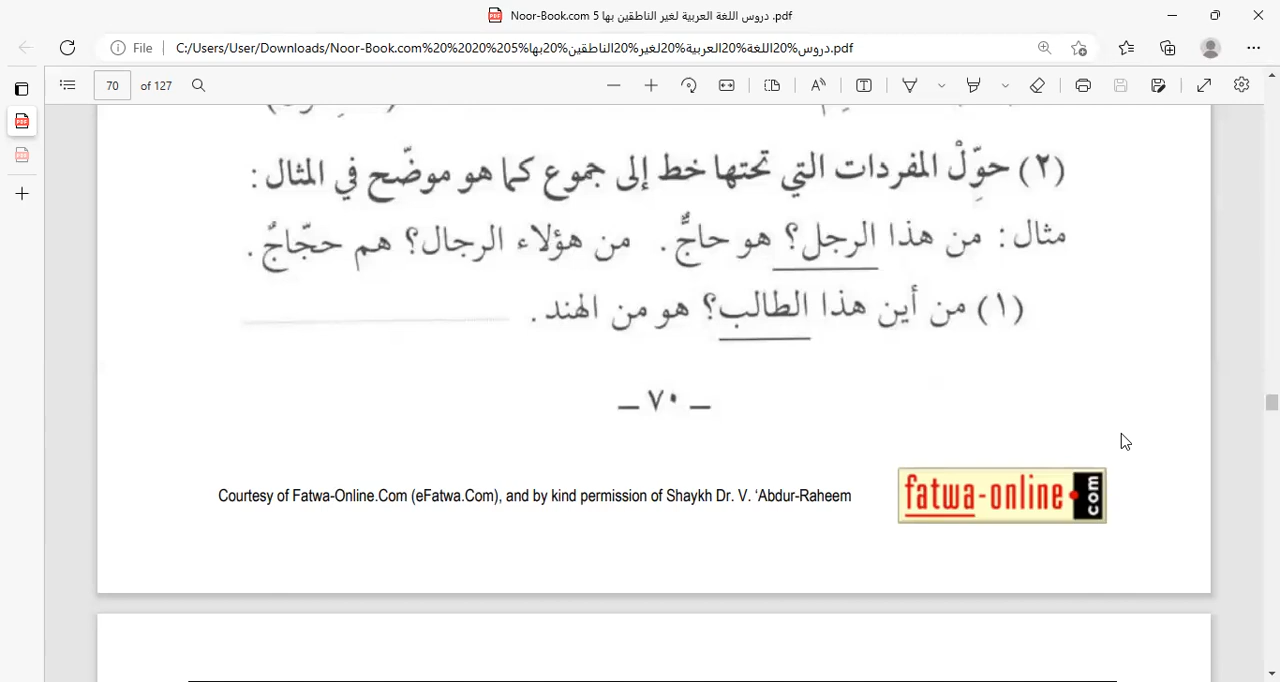 دروس اللغة العربية لغير الناطقين بها 5 Noor-Book.com .pdf
File
C:/Users/User/Downloads/Noor-Book.com%20%2020%205%دروس%20اللغة%20العربية%20لغير%20الناطقين%20بها.pdf
70 of 127
(٢) حوِّلْ المفردات التي تحتها خط إلى جموع كما هو موضّح في المثال :
مثال : من هذا الرجل؟ هو حاجٌّ . من هؤلاء الرجال؟ هم حجّاجٌ .
(١) من أين هذا الطالب؟ هو من الهند .
– ٧٠ –
Courtesy of Fatwa-Online.Com (eFatwa.Com), and by kind permission of Shaykh Dr. V. ‘Abdur-Raheem
fatwa-online.com